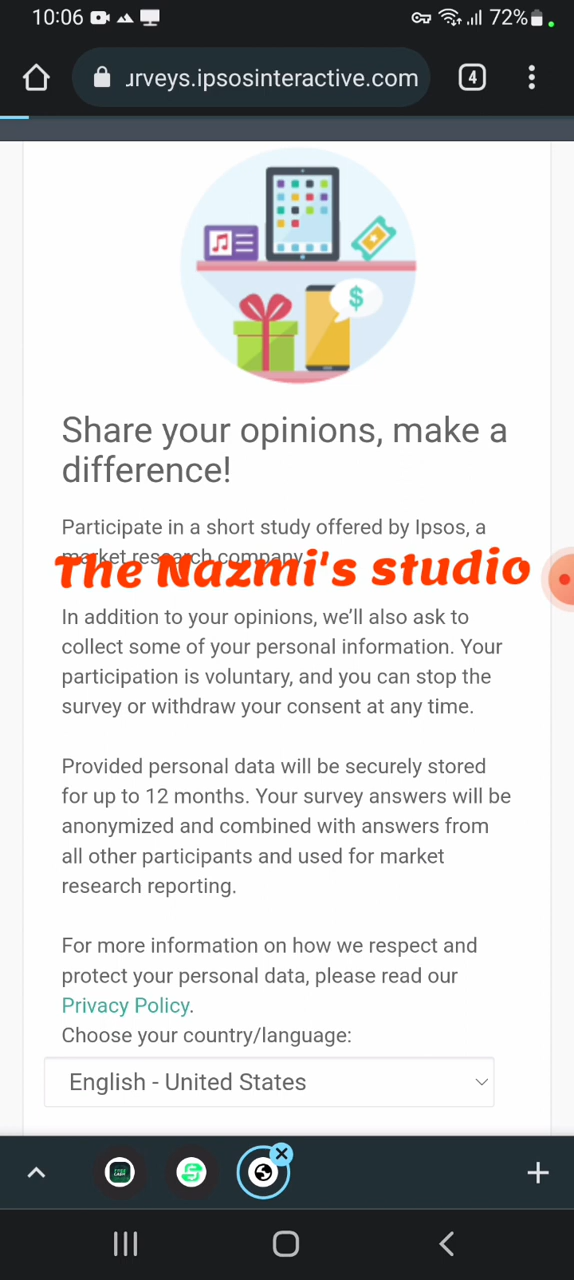 10:06
72%
urveys.ipsosinteractive.com
4
$
Share your opinions, make a
difference!
Participate in a short study offered by Ipsos, a
market research company.
The Nazmi's studio
In addition to your opinions, we’ll also ask to
collect some of your personal information. Your
participation is voluntary, and you can stop the
survey or withdraw your consent at any time.
Provided personal data will be securely stored
for up to 12 months. Your survey answers will be
anonymized and combined with answers from
all other participants and used for market
research reporting.
For more information on how we respect and
protect your personal data, please read our
Privacy Policy.
Choose your country/language:
English - United States